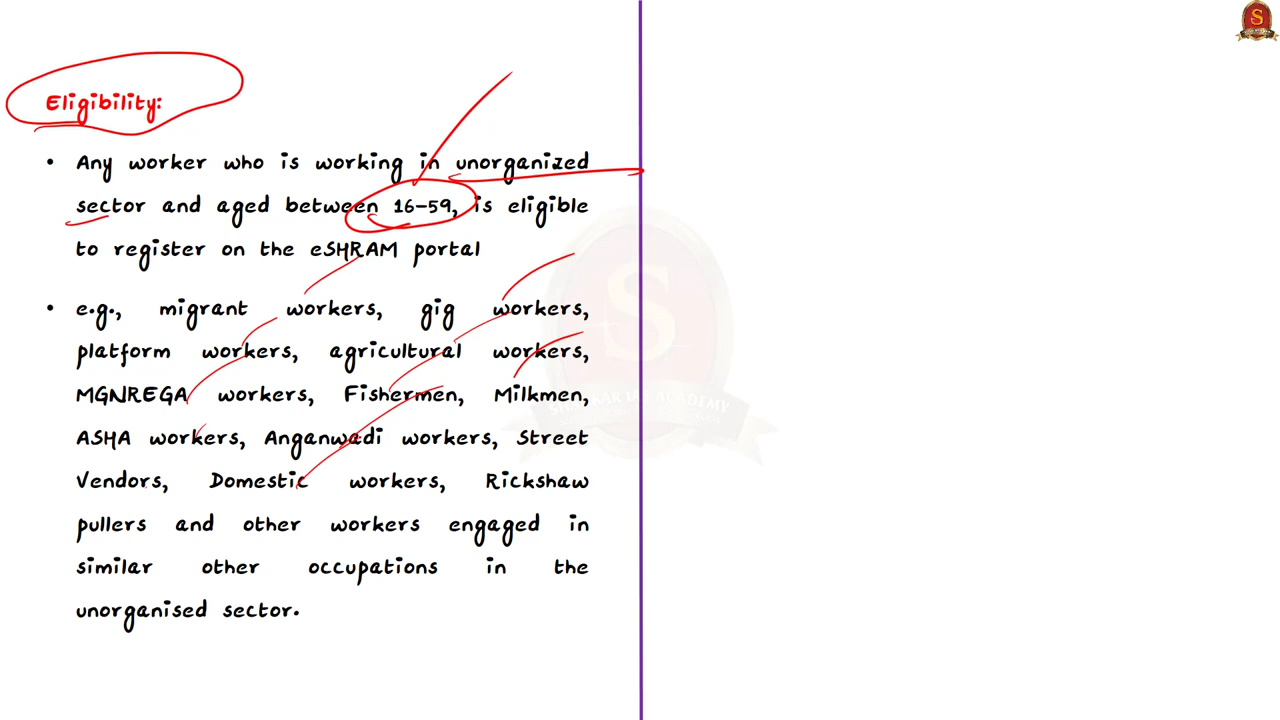 Eligibility:
• Any worker who is working in unorganized
sector and aged between 16-59, is eligible
to register on the eSHRAM portal
• e.g., migrant workers, gig workers,
platform workers, agricultural workers,
MGNREGA workers, Fishermen, Milkmen,
ASHA workers, Anganwadi workers, Street
Vendors, Domestic workers, Rickshaw
pullers and other workers engaged in
similar other occupations in the
unorganised sector.